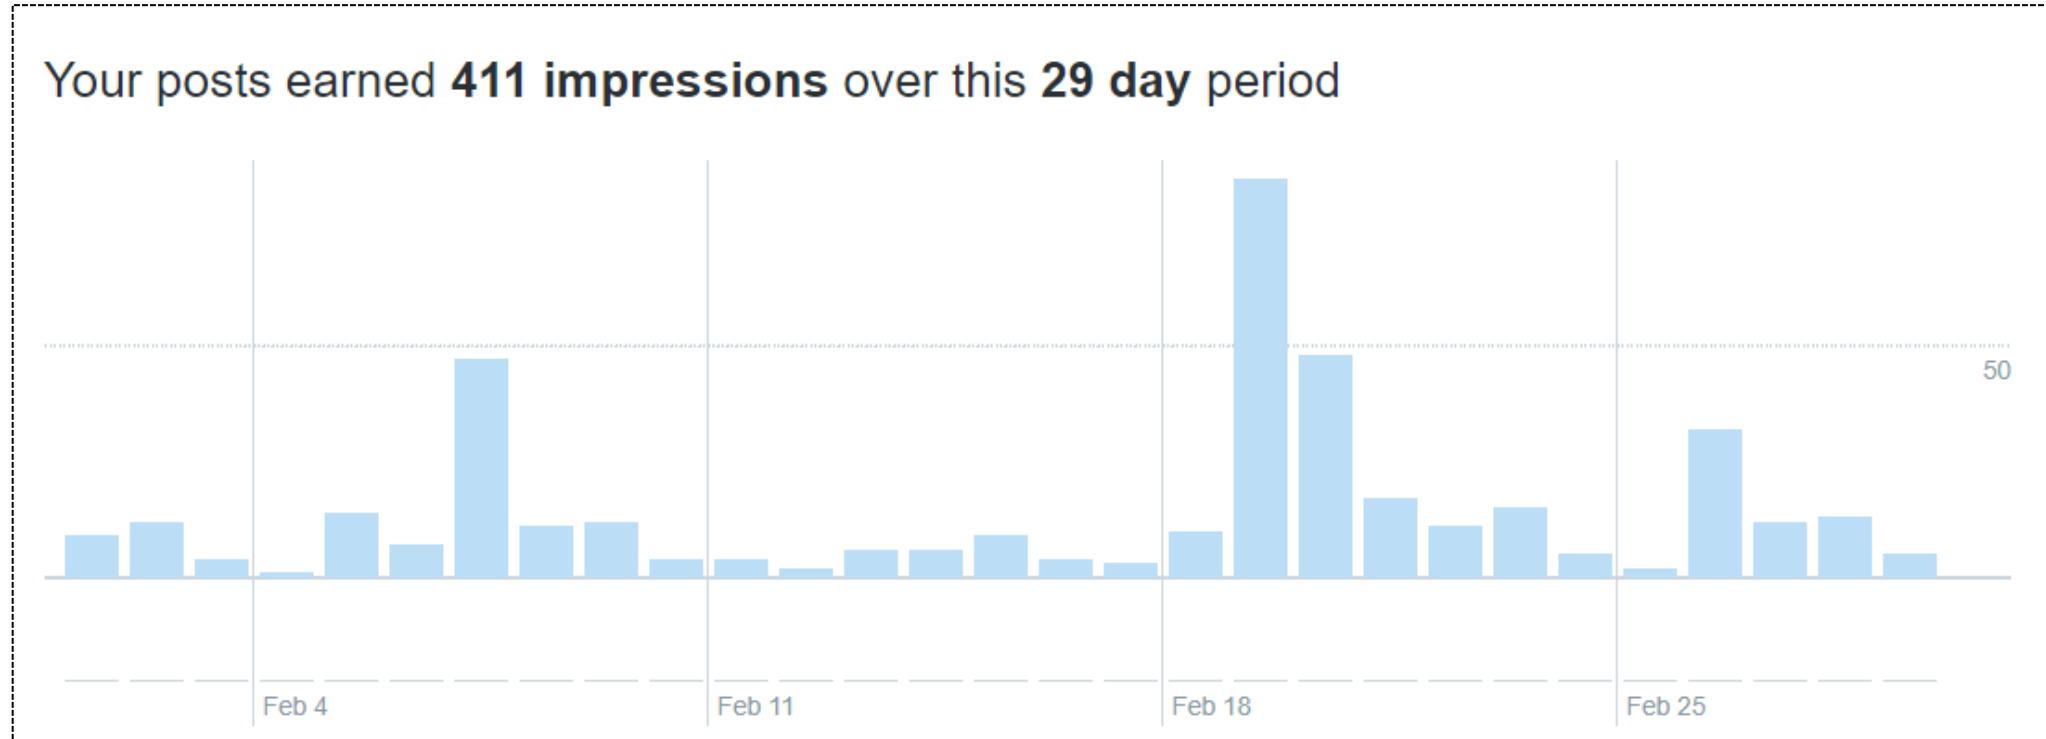 Your posts earned 411 impressions over this 29 day period
50
Feb 4 Feb 11 Feb 18 Feb 25